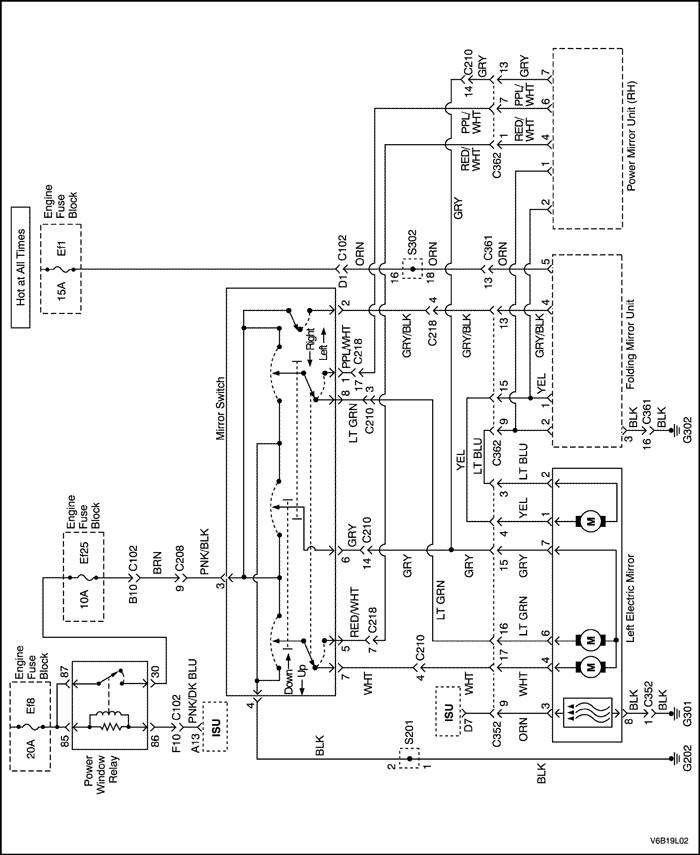 Hot at All Times
Engine
Fuse
Block
Ef8
20A
Engine
Fuse
Block
Ef25
10A
Engine
Fuse
Block
Ef1
15A
85
87
86
30
Power
Window
Relay
F10
C102
PNK/DK BLU
A13
ISU
B10
C102
BRN
9
C208
PNK/BLK
3
D1
C102
ORN
16
S302
18
ORN
13
C361
ORN
5
Mirror Switch
Down
Up
Right
Left
4
7
5
6
8
1
2
BLK
2
S201
1
BLK
G202
WHT
4
C210
WHT
17
WHT
4
RED/WHT
7
C218
GRY
14
C210
GRY
15
GRY
7
LT GRN
C210
3
LT GRN
16
LT GRN
6
PPL/WHT
17
C218
GRY/BLK
C218
4
GRY/BLK
13
GRY/BLK
4
GRY
14
C210
GRY
13
GRY
7
PPL/
WHT
7
PPL/
WHT
6
RED/
WHT
1
RED/
WHT
4
C362
1
2
Power Mirror Unit (RH)
Folding Mirror Unit
15
YEL
1
9
C362
LT BLU
2
3
BLK
16
C361
BLK
G302
YEL
LT BLU
3
LT BLU
2
4
YEL
1
M
M
M
Left Electric Mirror
ISU
D7
9
C352
ORN
3
8
BLK
1
C352
BLK
G301
V6B19L02